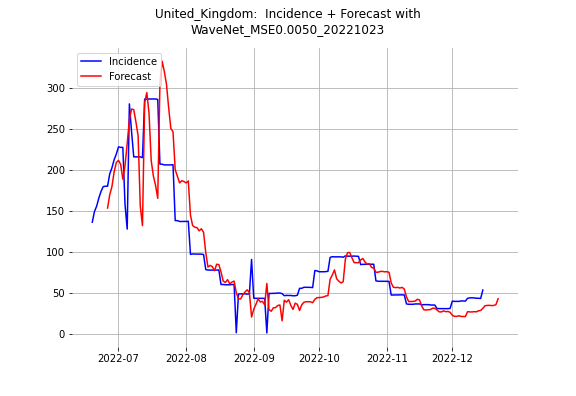 United_Kingdom: Incidence + Forecast with
WaveNet_MSE0.0050_20221023
Incidence
Forecast
300
250
200
150
100
50
0
2022-07 2022-08 2022-09 2022-10 2022-11 2022-12